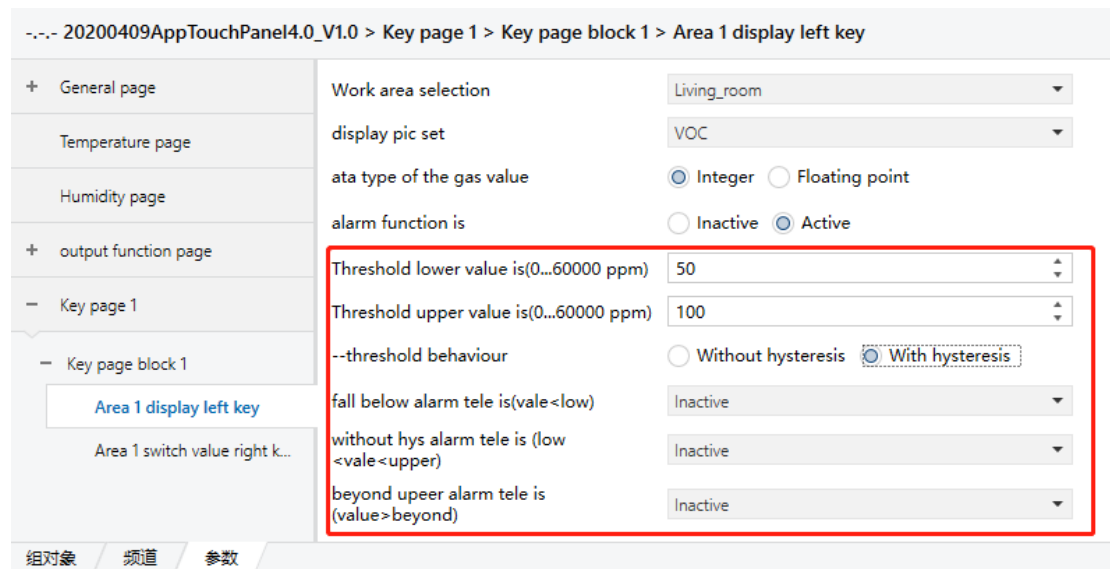 -.-.- 20200409AppTouchPanel4.0_V1.0 > Key page 1 > Key page block 1 > Area 1 display left key
+ General page
Temperature page
Humidity page
+ output function page
− Key page 1
− Key page block 1
Area 1 display left key
Area 1 switch value right k...
Work area selection Living_room
display pic set VOC
ata type of the gas value Integer Floating point
alarm function is Inactive Active
Threshold lower value is(0...60000 ppm) 50
Threshold upper value is(0...60000 ppm) 100
--threshold behaviour Without hysteresis With hysteresis
fall below alarm tele is(vale<low) Inactive
without hys alarm tele is (low
<vale<upper) Inactive
beyond upeer alarm tele is
(value>beyond) Inactive
组对象 频道 参数